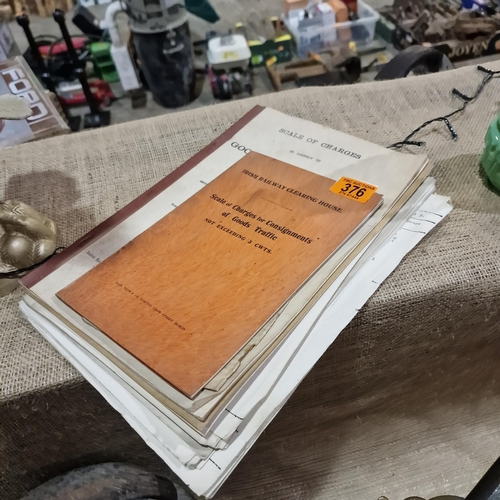 SCALE OF CHARGES
GOO
IRISH RAILWAY CLEARING HOUSE
376
Scale of Charges for Consignments
of Goods Traffic
NOT EXCEEDING 3 CWTS.
FORD